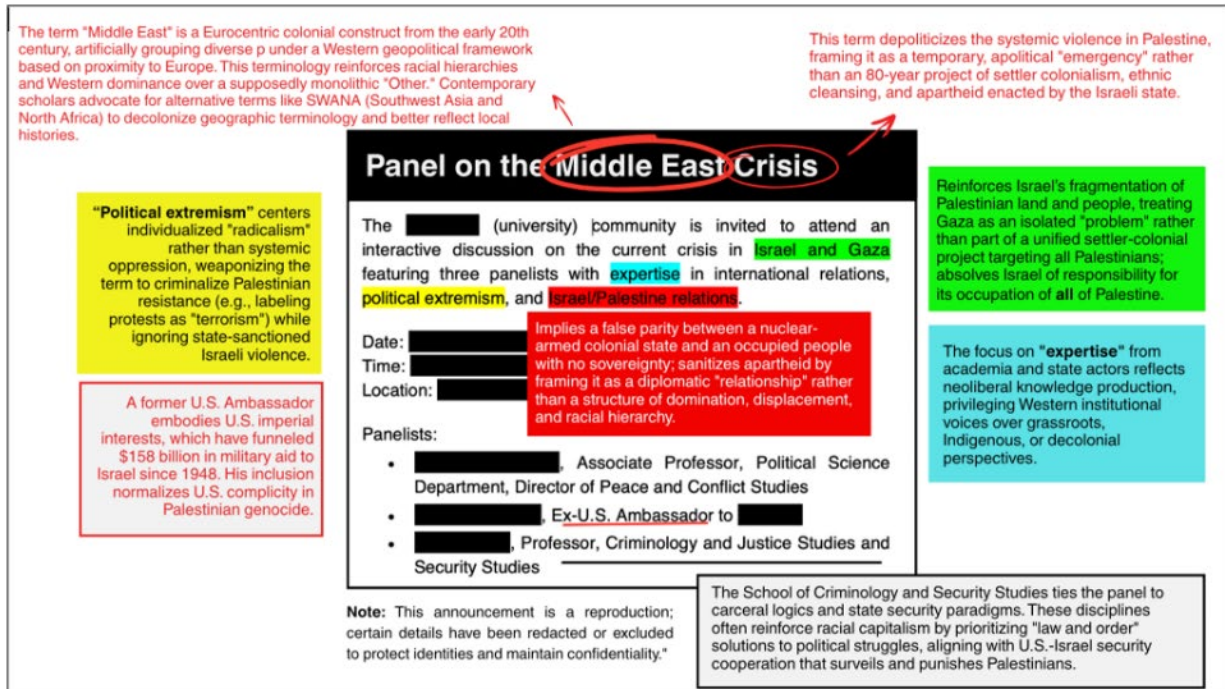 The term "Middle East" is a Eurocentric colonial construct from the early 20th
century, artificially grouping diverse p under a Western geopolitical framework
based on proximity to Europe. This terminology reinforces racial hierarchies
and Western dominance over a supposedly monolithic "Other." Contemporary
scholars advocate for alternative terms like SWANA (Southwest Asia and
North Africa) to decolonize geographic terminology and better reflect local
histories.
This term depoliticizes the systemic violence in Palestine,
framing it as a temporary, apolitical "emergency" rather
than an 80-year project of settler colonialism, ethnic
cleansing, and apartheid enacted by the Israeli state.
Panel on the Middle East Crisis
"Political extremism" centers
individualized "radicalism"
rather than systemic
oppression, weaponizing the
term to criminalize Palestinian
resistance (e.g., labeling
protests as "terrorism") while
ignoring state-sanctioned
Israeli violence.
A former U.S. Ambassador
embodies U.S. imperial
interests, which have funneled
$158 billion in military aid to
Israel since 1948. His inclusion
normalizes U.S. complicity in
Palestinian genocide.
The (university) community is invited to attend an
interactive discussion on the current crisis in Israel and Gaza
featuring three panelists with expertise in international relations,
political extremism, and Israel/Palestine relations.
Date:
Time:
Location:
Implies a false parity between a nuclear-
armed colonial state and an occupied people
with no sovereignty; sanitizes apartheid by
framing it as a diplomatic "relationship" rather
than a structure of domination, displacement,
and racial hierarchy.
Panelists:
• , Associate Professor, Political Science
Department, Director of Peace and Conflict Studies
• , Ex-U.S. Ambassador to
• , Professor, Criminology and Justice Studies and
Security Studies
Reinforces Israel's fragmentation of
Palestinian land and people, treating
Gaza as an isolated "problem" rather
than part of a unified settler-colonial
project targeting all Palestinians;
absolves Israel of responsibility for
its occupation of all of Palestine.
The focus on "expertise" from
academia and state actors reflects
neoliberal knowledge production,
privileging Western institutional
voices over grassroots,
Indigenous, or decolonial
perspectives.
Note: This announcement is a reproduction;
certain details have been redacted or excluded
to protect identities and maintain confidentiality."
The School of Criminology and Security Studies ties the panel to
carceral logics and state security paradigms. These disciplines
often reinforce racial capitalism by prioritizing "law and order"
solutions to political struggles, aligning with U.S.-Israel security
cooperation that surveils and punishes Palestinians.